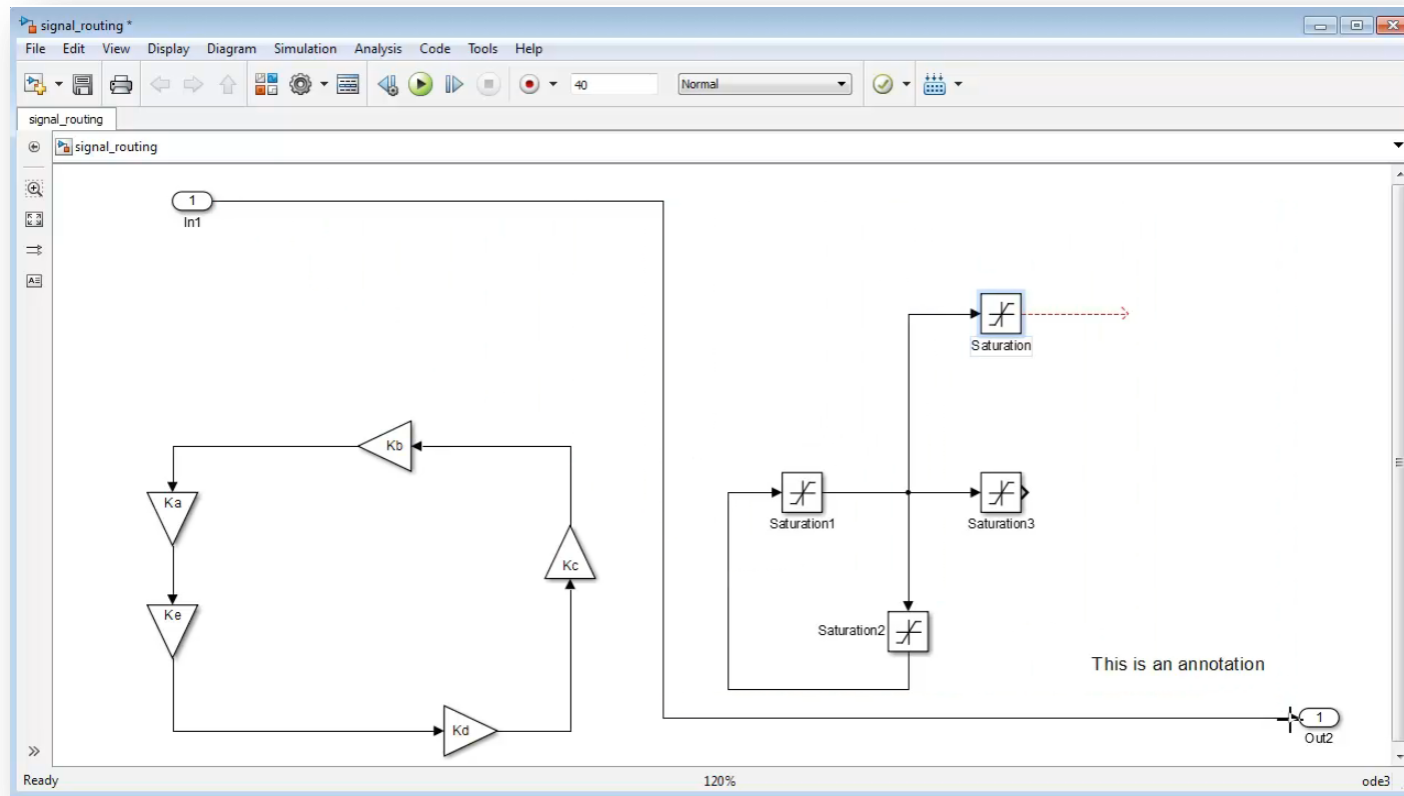 signal_routing *
File Edit View Display Diagram Simulation Analysis Code Tools Help
40 Normal
signal_routing
signal_routing
1
In1
Saturation
Kb
Ka
Saturation1
Saturation3
Kc
Ke
Saturation2
This is an annotation
1
Kd
Out2
Ready 120% ode3